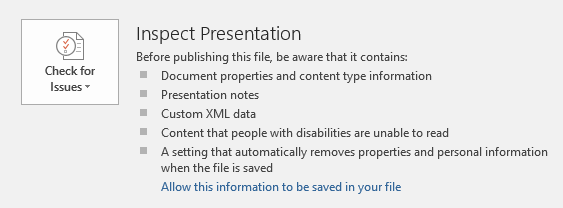 Check for
Issues
Inspect Presentation
Before publishing this file, be aware that it contains:
Document properties and content type information
Presentation notes
Custom XML data
Content that people with disabilities are unable to read
A setting that automatically removes properties and personal information
when the file is saved
Allow this information to be saved in your file